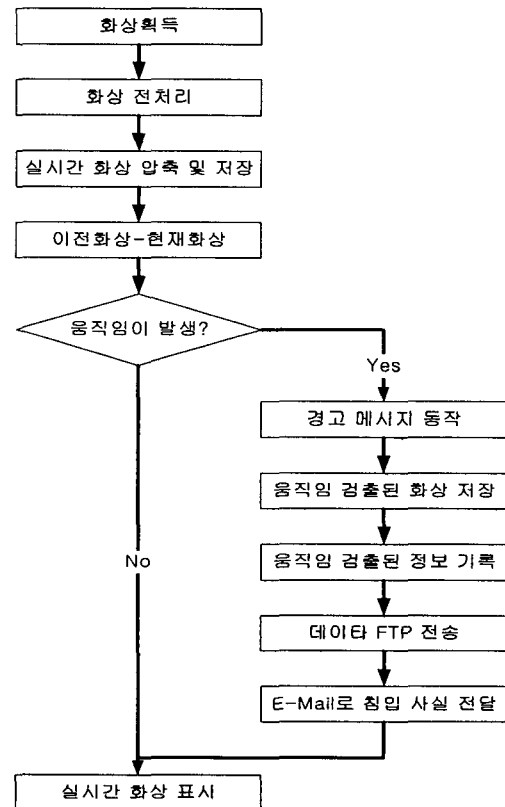 화상획득
화상 전처리
실시간 화상 압축 및 저장
이전화상-현재화상
움직임이 발생?
Yes
경고 메시지 동작
움직임 검출된 화상 저장
움직임 검출된 정보 기록
No
데이타 FTP 전송
E-Mail로 침입 사실 전달
실시간 화상 표사